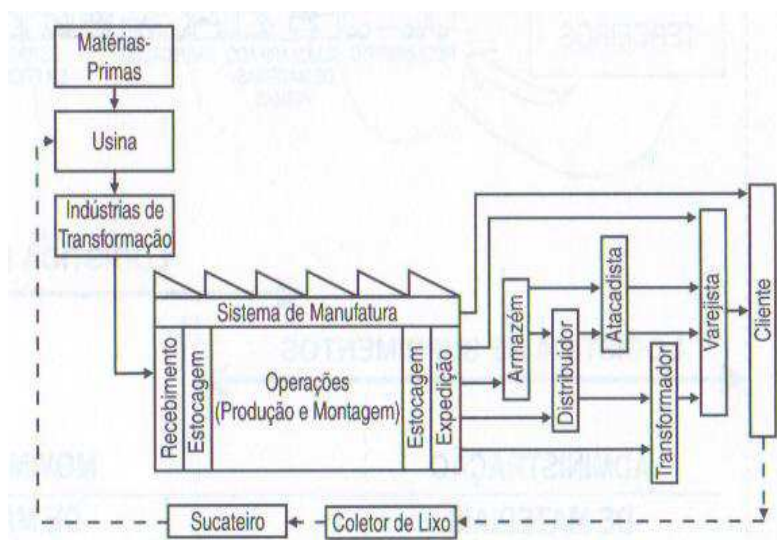 Matérias-
Primas
Usina
Indústrias de
Transformação
Sistema de Manufatura
Recebimento
Estocagem
Operações
(Produção e Montagem)
Estocagem
Expedição
Armazém
Distribuidor
Atacadista
Transformador
Varejista
Cliente
Sucateiro
Coletor de Lixo